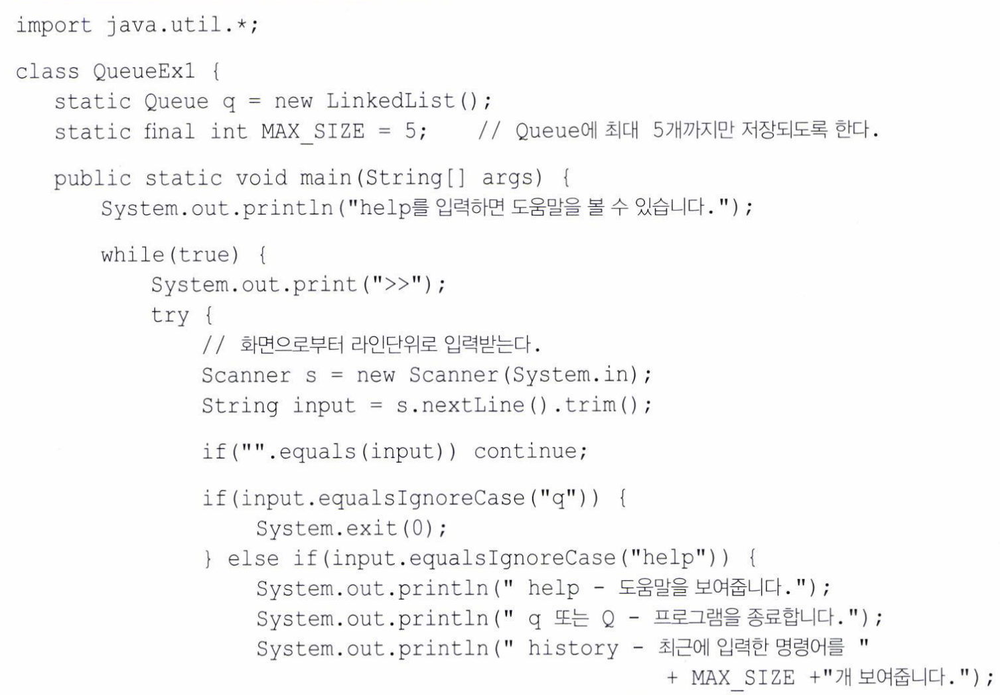 import java.util.*;
class QueueEx1 {
static Queue q = new LinkedList();
static final int MAX_SIZE = 5; // Queue에 최대 5개까지만 저장되도록 한다.
public static void main(String[] args) {
System.out.println("help를 입력하면 도움말을 볼 수 있습니다.");
while(true) {
System.out.print(">>");
try {
// 화면으로부터 라인단위로 입력받는다.
Scanner s = new Scanner(System.in);
String input = s.nextLine().trim();
if("".equals(input)) continue;
if(input.equalsIgnoreCase("q")) {
System.exit(0);
} else if(input.equalsIgnoreCase("help")) {
System.out.println(" help - 도움말을 보여줍니다.");
System.out.println(" q 또는 Q - 프로그램을 종료합니다.");
System.out.println(" history - 최근에 입력한 명령어를 "
+ MAX_SIZE +"개 보여줍니다.");